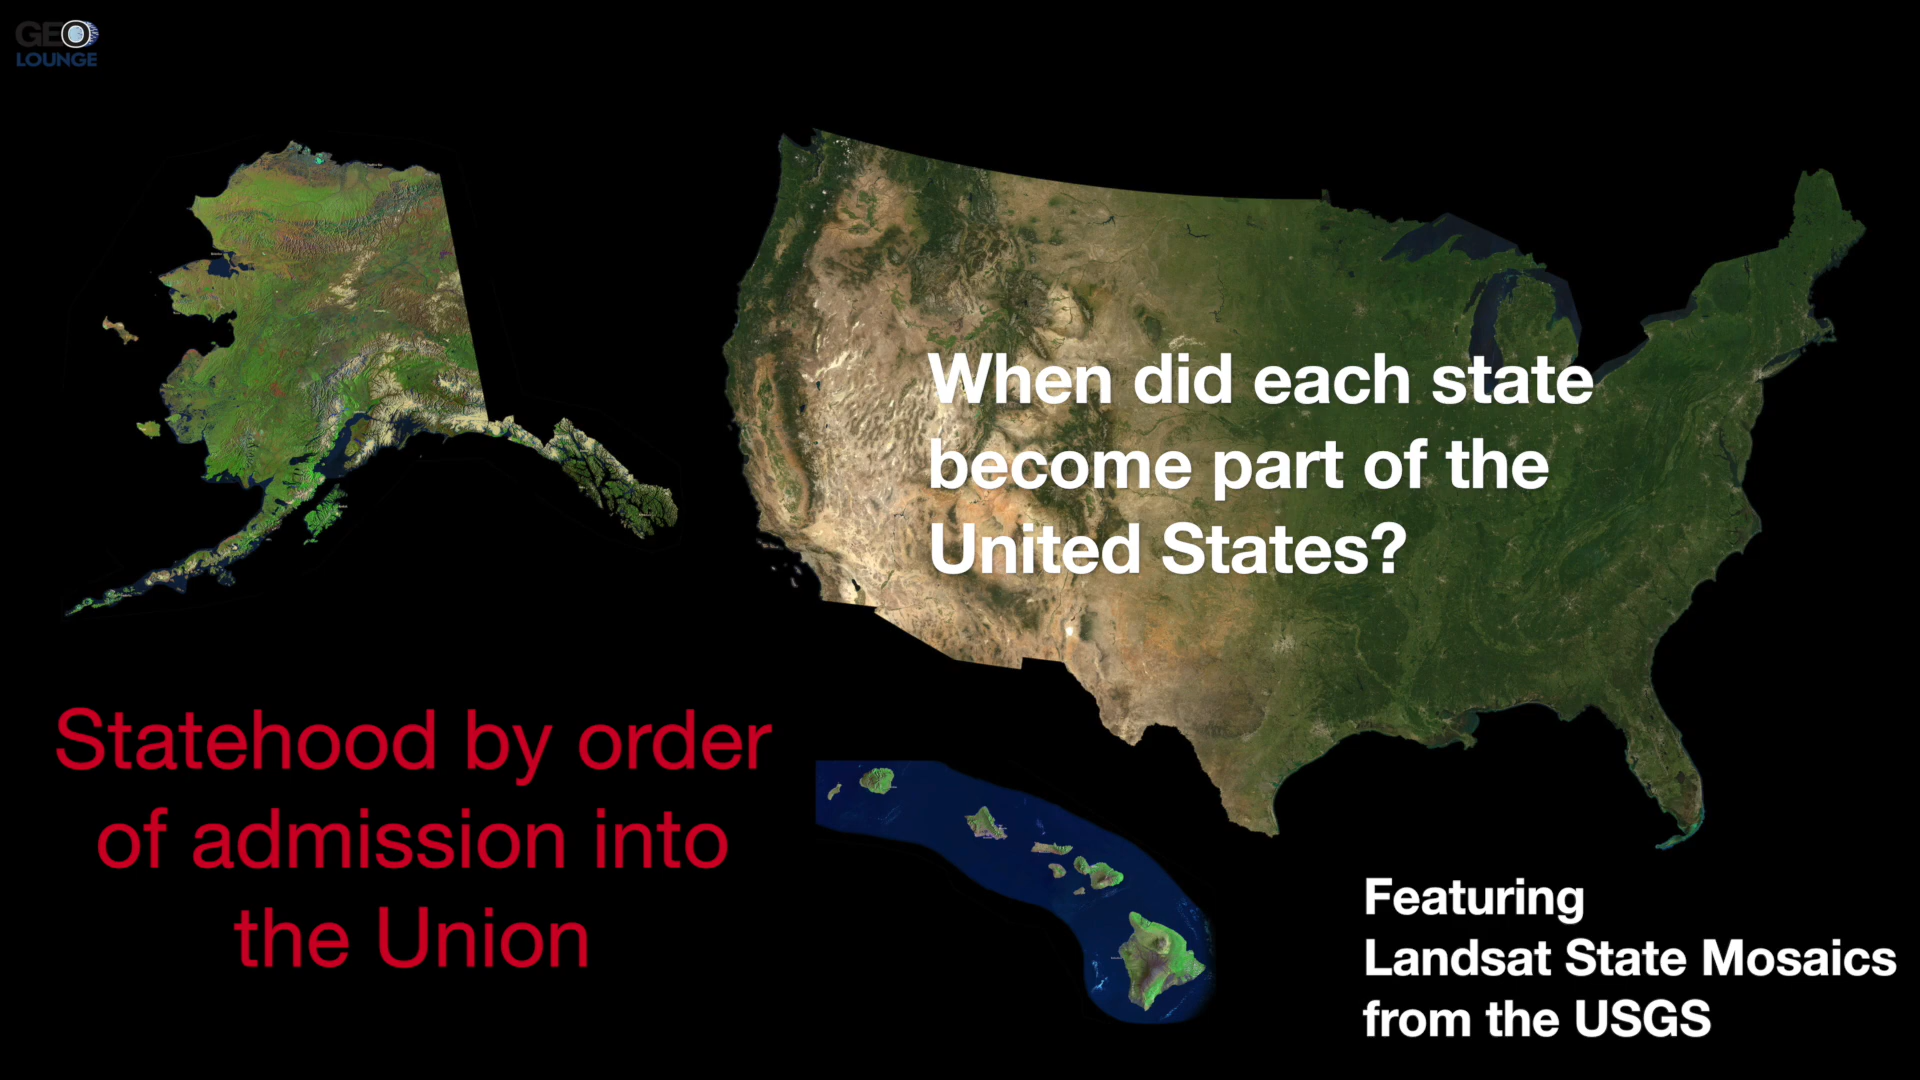 GEO
LOUNGE
When did each state
become part of the
United States?
Statehood by order
of admission into
the Union
Featuring
Landsat State Mosaics
from the USGS